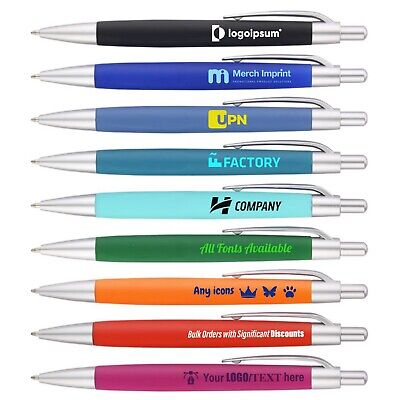 logoipsum®
Merch Imprint
PROMOTIONAL PRODUCT SOLUTIONS
UPN
FACTORY
COMPANY
All Fonts Available
Any icons
Bulk Orders with Significant Discounts
Your LOGO/TEXT here